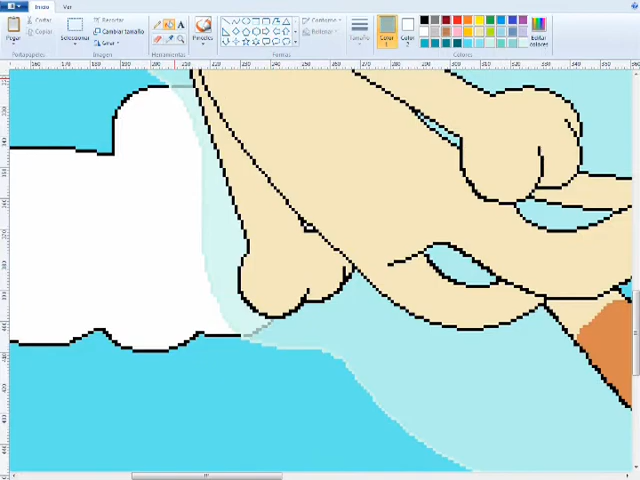 Inicio Ver
Pegar
Cortar
Copiar
Portapapeles
Seleccionar
Recortar
Cambiar tamaño
Girar
Imagen
A
Herramientas
Pinceles
Contorno
Rellenar
Formas
Tamaño
Color
1
Color
2
Editar
colores
Colores